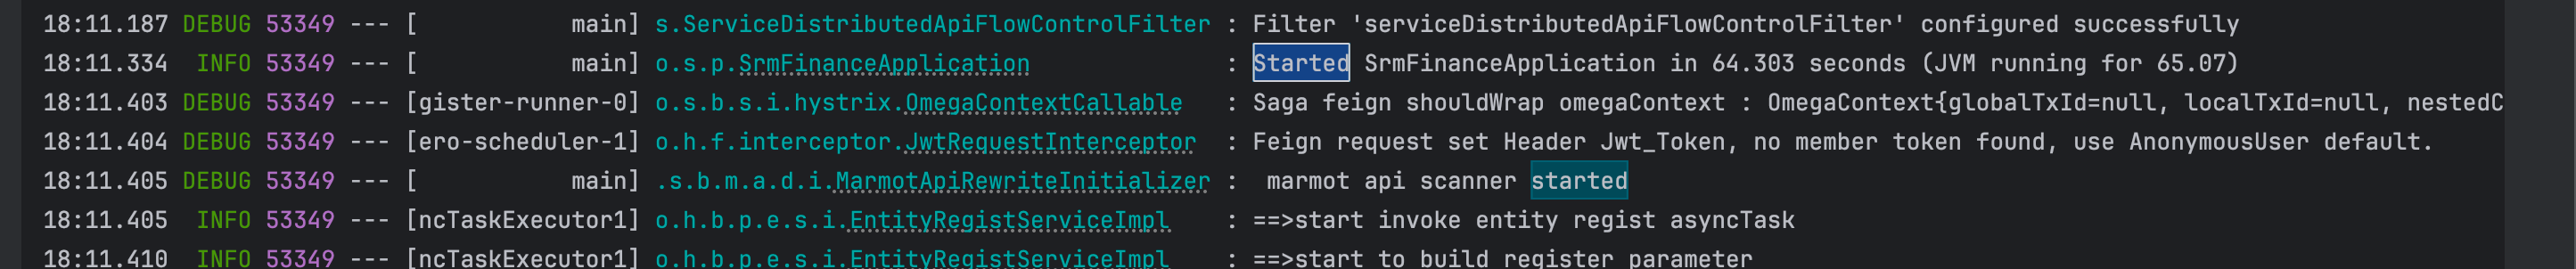 18:11.187 DEBUG 53349 --- [           main] s.ServiceDistributedApiFlowControlFilter : Filter 'serviceDistributedApiFlowControlFilter' configured successfully
18:11.334  INFO 53349 --- [           main] o.s.p.SrmFinanceApplication              : Started SrmFinanceApplication in 64.303 seconds (JVM running for 65.07)
18:11.403 DEBUG 53349 --- [gister-runner-0] o.s.b.s.i.hystrix.OmegaContextCallable   : Saga feign shouldWrap omegaContext : OmegaContext{globalTxId=null, localTxId=null, nestedC
18:11.404 DEBUG 53349 --- [ero-scheduler-1] o.h.f.interceptor.JwtRequestInterceptor  : Feign request set Header Jwt_Token, no member token found, use AnonymousUser default.
18:11.405 DEBUG 53349 --- [           main] .s.b.m.a.d.i.MarmotApiRewriteInitializer :  marmot api scanner started
18:11.405  INFO 53349 --- [ncTaskExecutor1] o.h.b.p.e.s.i.EntityRegistServiceImpl    : ==>start invoke entity regist asyncTask
18:11.410  INFO 53349 --- [ncTaskExecutor1] o.h.b.p.e.s.i.EntityRegistServiceImpl    : ==>start to build register parameter